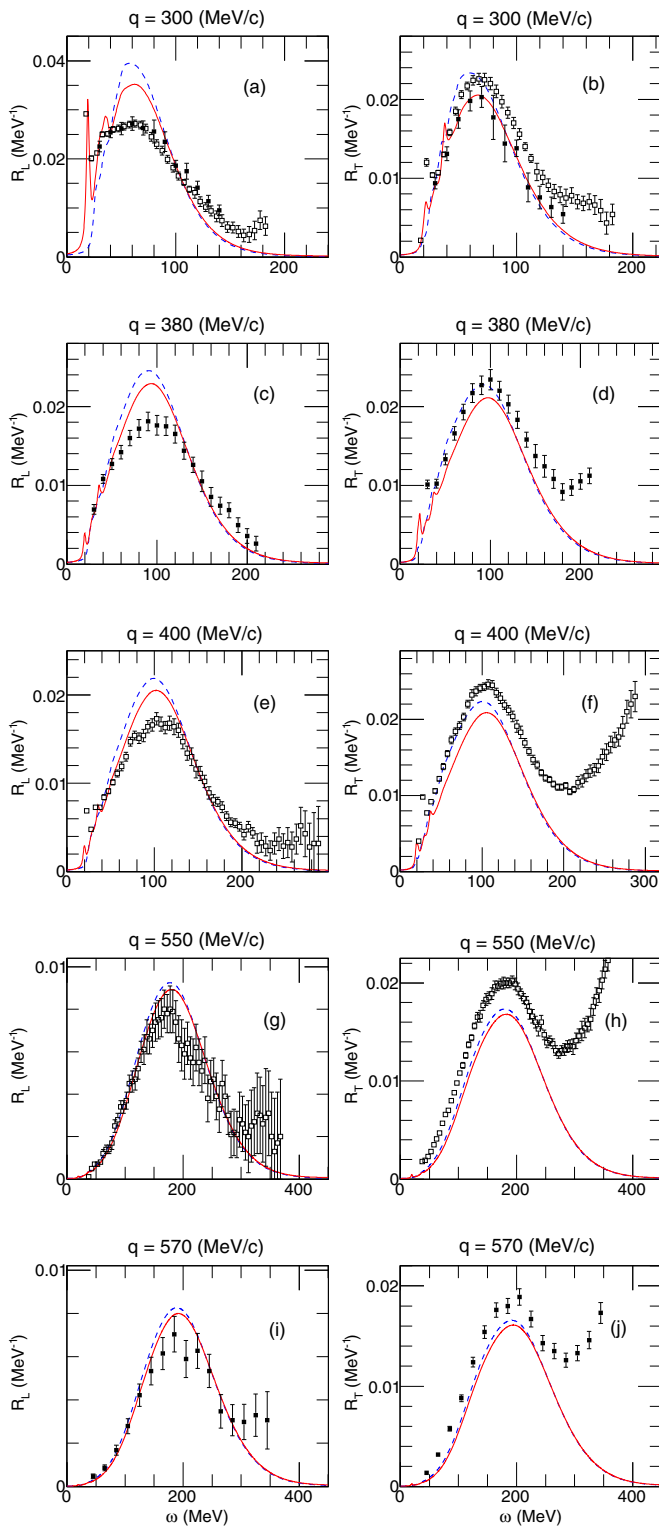 q = 300 (MeV/c)
q = 300 (MeV/c)
R_L (MeV⁻¹)
0.04
0.02
0
(a)
0 100 200
R_T (MeV⁻¹)
0.02
0.01
0
(b)
0 100 200
q = 380 (MeV/c)
q = 380 (MeV/c)
R_L (MeV⁻¹)
0.02
0.01
0
(c)
0 100 200
R_T (MeV⁻¹)
0.02
0.01
0
(d)
0 100 200
q = 400 (MeV/c)
q = 400 (MeV/c)
R_L (MeV⁻¹)
0.02
0.01
0
(e)
0 100 200
R_T (MeV⁻¹)
0.02
0.01
0
(f)
0 100 200 300
q = 550 (MeV/c)
q = 550 (MeV/c)
R_L (MeV⁻¹)
0.01
0
(g)
0 200 400
R_T (MeV⁻¹)
0.02
0.01
0
(h)
0 200 400
q = 570 (MeV/c)
q = 570 (MeV/c)
R_L (MeV⁻¹)
0.01
0
(i)
0 200 400
ω (MeV)
R_T (MeV⁻¹)
0.02
0.01
0
(j)
0 200 400
ω (MeV)